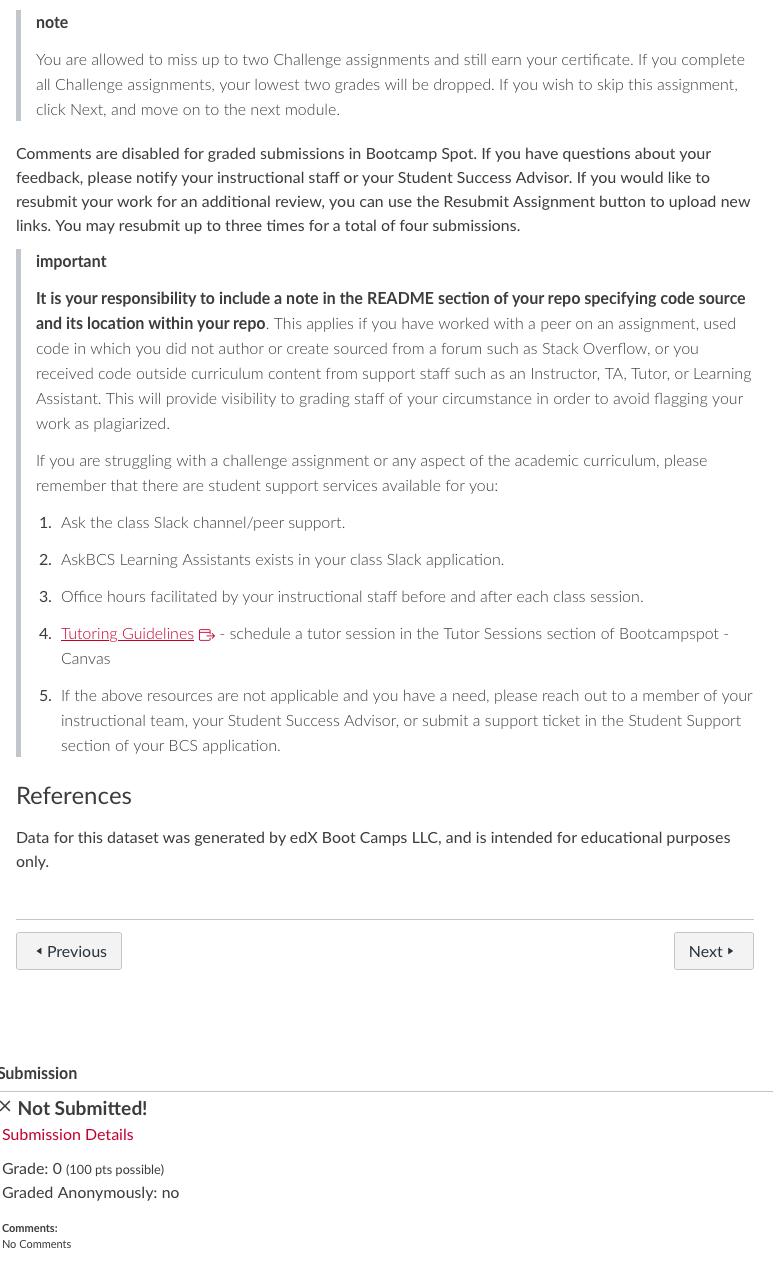 note
You are allowed to miss up to two Challenge assignments and still earn your certificate. If you complete
all Challenge assignments, your lowest two grades will be dropped. If you wish to skip this assignment,
click Next, and move on to the next module.
Comments are disabled for graded submissions in Bootcamp Spot. If you have questions about your
feedback, please notify your instructional staff or your Student Success Advisor. If you would like to
resubmit your work for an additional review, you can use the Resubmit Assignment button to upload new
links. You may resubmit up to three times for a total of four submissions.
important
It is your responsibility to include a note in the README section of your repo specifying code source
and its location within your repo. This applies if you have worked with a peer on an assignment, used
code in which you did not author or create sourced from a forum such as Stack Overflow, or you
received code outside curriculum content from support staff such as an Instructor, TA, Tutor, or Learning
Assistant. This will provide visibility to grading staff of your circumstance in order to avoid flagging your
work as plagiarized.
If you are struggling with a challenge assignment or any aspect of the academic curriculum, please
remember that there are student support services available for you:
1. Ask the class Slack channel/peer support.
2. AskBCS Learning Assistants exists in your class Slack application.
3. Office hours facilitated by your instructional staff before and after each class session.
4. Tutoring Guidelines - schedule a tutor session in the Tutor Sessions section of Bootcampspot -
Canvas
5. If the above resources are not applicable and you have a need, please reach out to a member of your
instructional team, your Student Success Advisor, or submit a support ticket in the Student Support
section of your BCS application.
References
Data for this dataset was generated by edX Boot Camps LLC, and is intended for educational purposes
only.
Previous
Next
Submission
Not Submitted!
Submission Details
Grade: 0 (100 pts possible)
Graded Anonymously: no
Comments:
No Comments